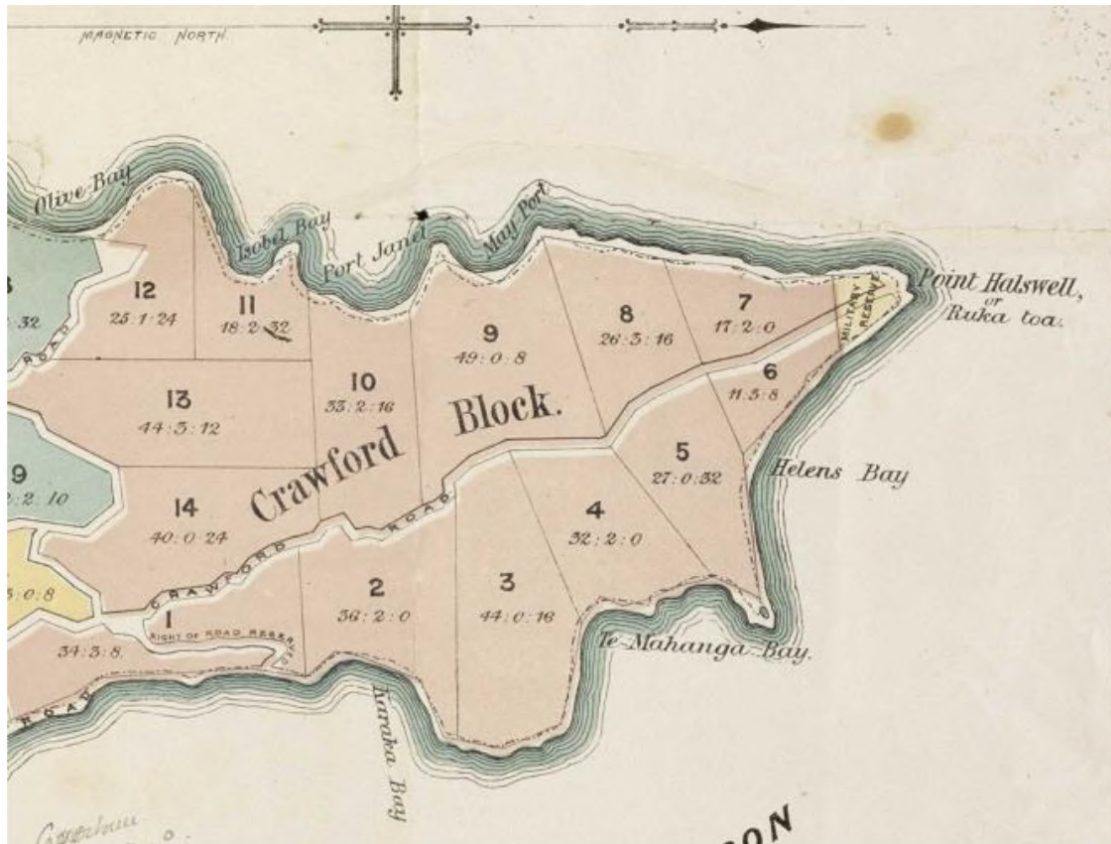 MAGNETIC NORTH.
Olive Bay
Isobel Bay
Port Janet
May Port
Point Halswell,
or
Ruka toa.
MILITARY
RESERVE
12
25:1:24
11
18:2:32
10
33:2:16
9
49:0:8
8
26:3:16
7
17:2:0
6
11:3:8
5
27:0:32
4
32:2:0
3
44:0:16
2
36:2:0
1
13
44:3:12
14
40:0:24
Crawford Block.
CRAWFORD ROAD
ROAD
32
9
2:10
:0:8
RIGHT OF ROAD RESERVED
34:3:8.
ROAD
Helens Bay
Te Mahanga Bay.
Karaka Bay
ON